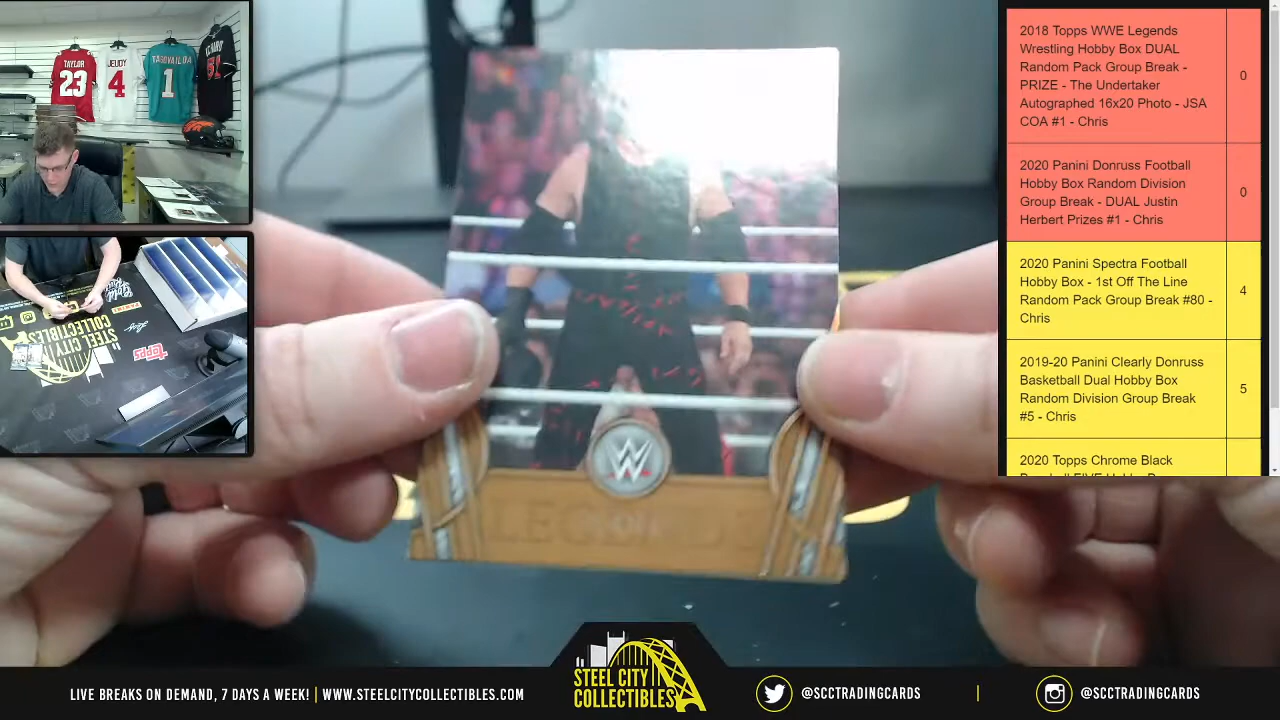 TAYLOR
23
JEUDY
4
TAGOVAILOA
1
STEEL CITY
COLLECTIBLES
topps
W
LEGENDS
2018 Topps WWE Legends
Wrestling Hobby Box DUAL
Random Pack Group Break -
PRIZE - The Undertaker
Autographed 16x20 Photo - JSA
COA #1 - Chris
0
2020 Panini Donruss Football
Hobby Box Random Division
Group Break - DUAL Justin
Herbert Prizes #1 - Chris
0
2020 Panini Spectra Football
Hobby Box - 1st Off The Line
Random Pack Group Break #80 -
Chris
4
2019-20 Panini Clearly Donruss
Basketball Dual Hobby Box
Random Division Group Break
#5 - Chris
5
2020 Topps Chrome Black
LIVE BREAKS ON DEMAND, 7 DAYS A WEEK! | WWW.STEELCITYCOLLECTIBLES.COM
STEEL CITY
COLLECTIBLES
@SCCTRADINGCARDS | @SCCTRADINGCARDS